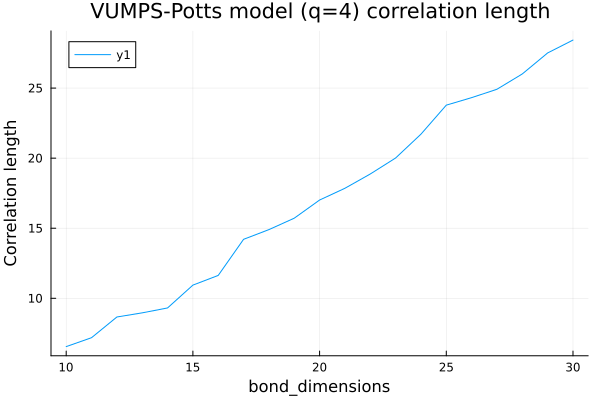 VUMPS-Potts model (q=4) correlation length
y1
Correlation length
25
20
15
10
10 15 20 25 30
bond_dimensions